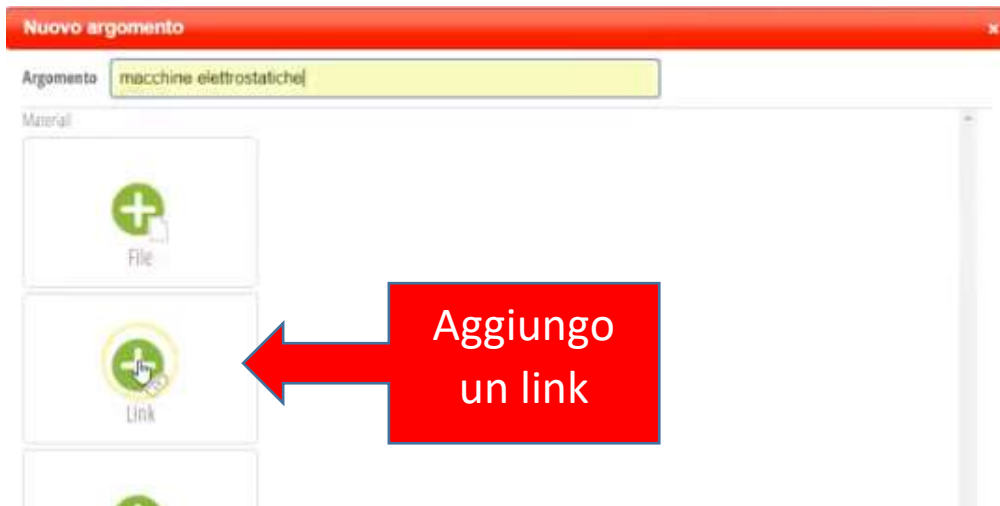 Nuovo argomento
Argomento macchine elettrostatiche
Materiali
File
Aggiungo
un link
Link